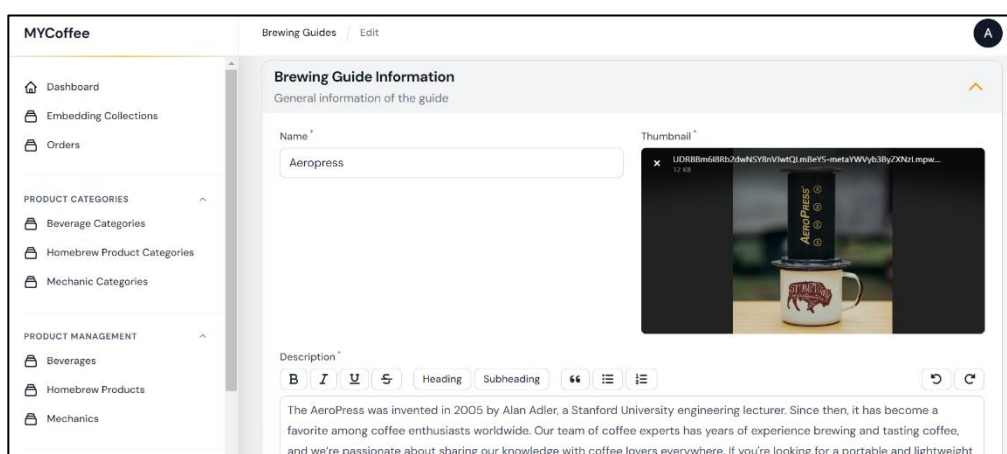 MYCoffee
Brewing Guides / Edit
A
Dashboard
Embedding Collections
Orders
PRODUCT CATEGORIES
Beverage Categories
Homebrew Product Categories
Mechanic Categories
PRODUCT MANAGEMENT
Beverages
Homebrew Products
Mechanics
Brewing Guide Information
General information of the guide
Name*
Aeropress
Thumbnail*
12 KB
AEROPRESS
Description*
B I U S Heading Subheading
The AeroPress was invented in 2005 by Alan Adler, a Stanford University engineering lecturer. Since then, it has become a
favorite among coffee enthusiasts worldwide. Our team of coffee experts has years of experience brewing and tasting coffee,
and we're passionate about sharing our knowledge with coffee lovers everywhere. If you're looking for a portable and lightweight